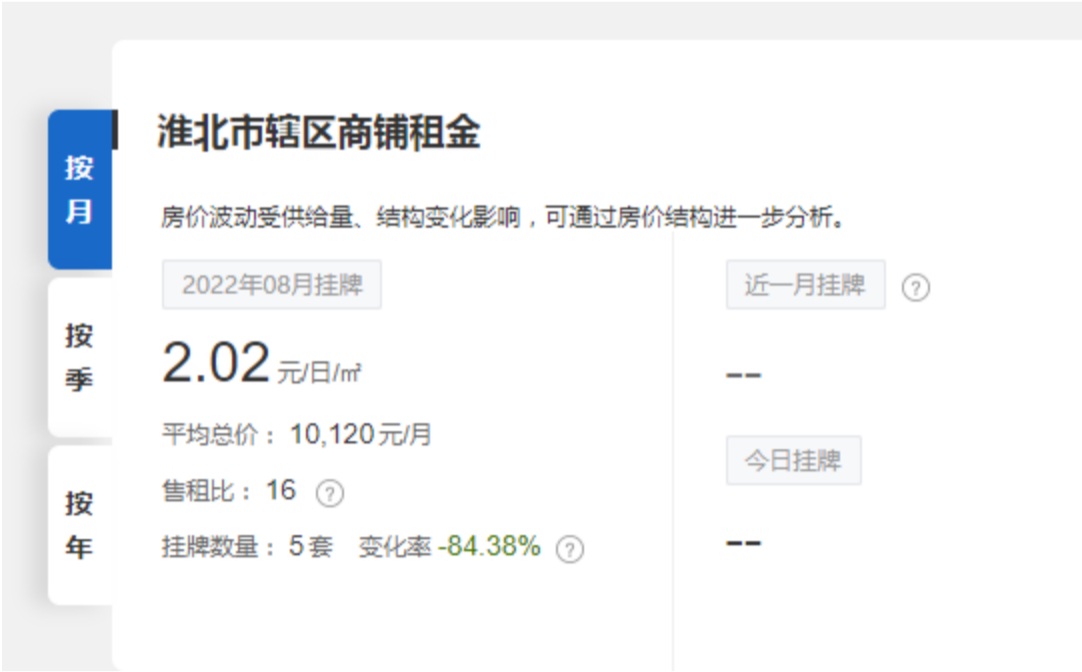 按月
按季
按年
淮北市辖区商铺租金
房价波动受供给量、结构变化影响，可通过房价结构进一步分析。
2022年08月挂牌
2.02 元/日/㎡
平均总价： 10,120元/月
售租比： 16 ?
挂牌数量： 5套 变化率 -84.38% ?
近一月挂牌 ?
--
今日挂牌
--